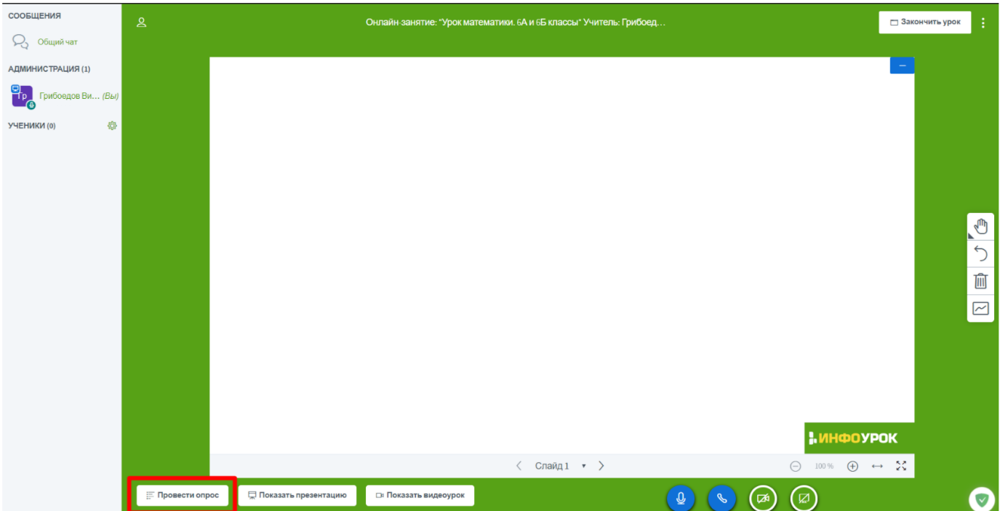 СООБЩЕНИЯ
Общий чат
АДМИНИСТРАЦИЯ (1)
Тр
Грибоедов Ви... (Вы)
УЧЕНИКИ (0)
Онлайн-занятие: "Урок математики. 6А и 6Б классы" Учитель: Грибоед...
Закончить урок
ИНФОУРОК
Слайд 1
100 %
Провести опрос
Показать презентацию
Показать видеоурок